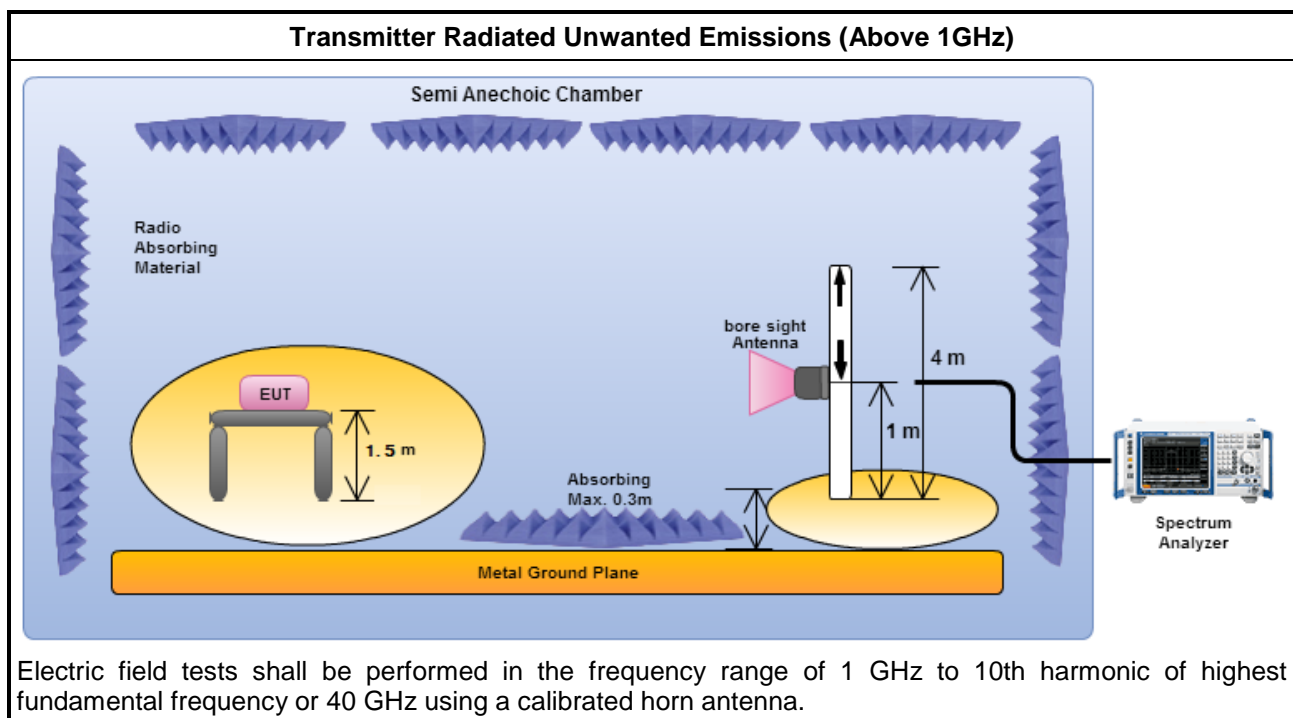 Transmitter Radiated Unwanted Emissions (Above 1GHz)
Semi Anechoic Chamber
Radio
Absorbing
Material
bore sight
Antenna
4 m
EUT
1.5 m
1 m
Absorbing
Max. 0.3m
Spectrum
Analyzer
Metal Ground Plane
Electric field tests shall be performed in the frequency range of 1 GHz to 10th harmonic of highest
fundamental frequency or 40 GHz using a calibrated horn antenna.